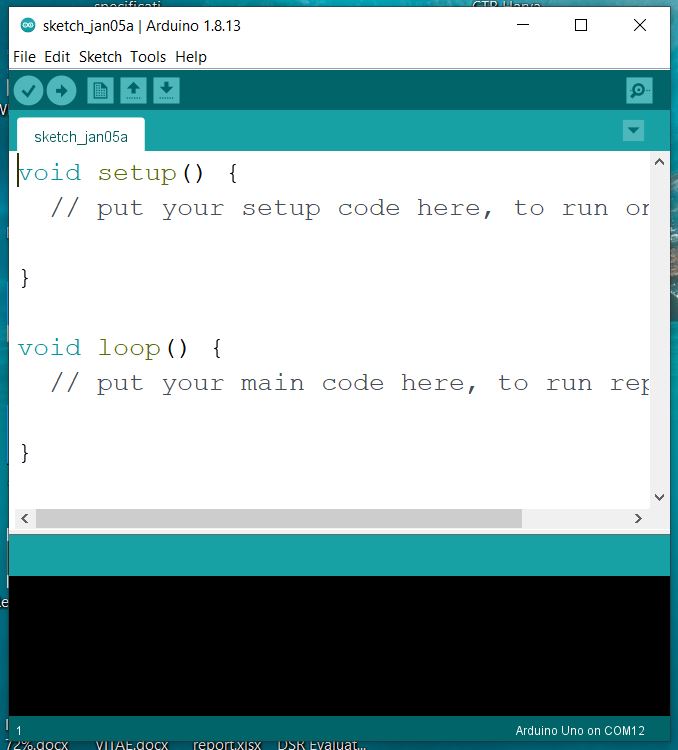 specificati
sketch_jan05a | Arduino 1.8.13
File Edit Sketch Tools Help
sketch_jan05a
void setup() {
// put your setup code here, to run on
}
void loop() {
// put your main code here, to run rep
}
1
Arduino Uno on COM12
72%.docx VITAE.docx report.xlsx DSR Evaluat...